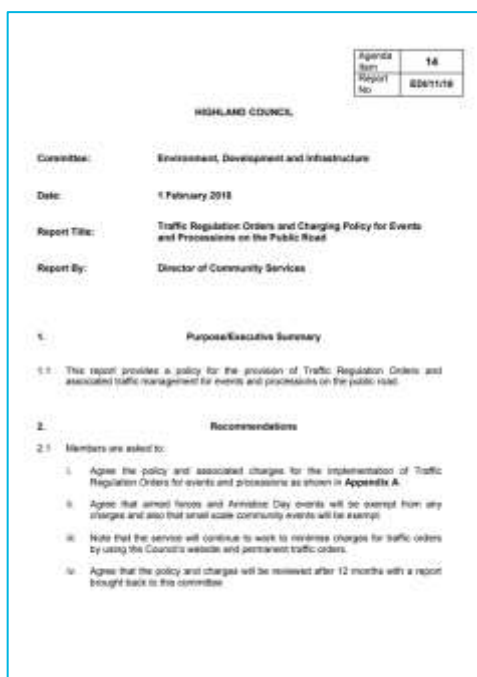 Agenda Item 14
Report No EDI/11/18
HIGHLAND COUNCIL
Committee: Environment, Development and Infrastructure
Date: 1 February 2018
Report Title: Traffic Regulation Orders and Charging Policy for Events
and Processions on the Public Road
Report By: Director of Community Services
1. Purpose/Executive Summary
1.1 This report provides a policy for the provision of Traffic Regulation Orders and
associated traffic management for events and processions on the public road.
2. Recommendations
2.1 Members are asked to:
i. Agree the policy and associated charges for the implementation of Traffic
Regulation Orders for events and processions as shown in Appendix A
ii. Agree that armed forces and Armistice Day events will be exempt from any
charges and also that small scale community events will be exempt
iii. Note that the service will continue to work to minimise charges for traffic orders
by using the Council's website and permanent traffic orders.
iv. Agree that the policy and charges will be reviewed after 12 months with a report
brought back to this committee